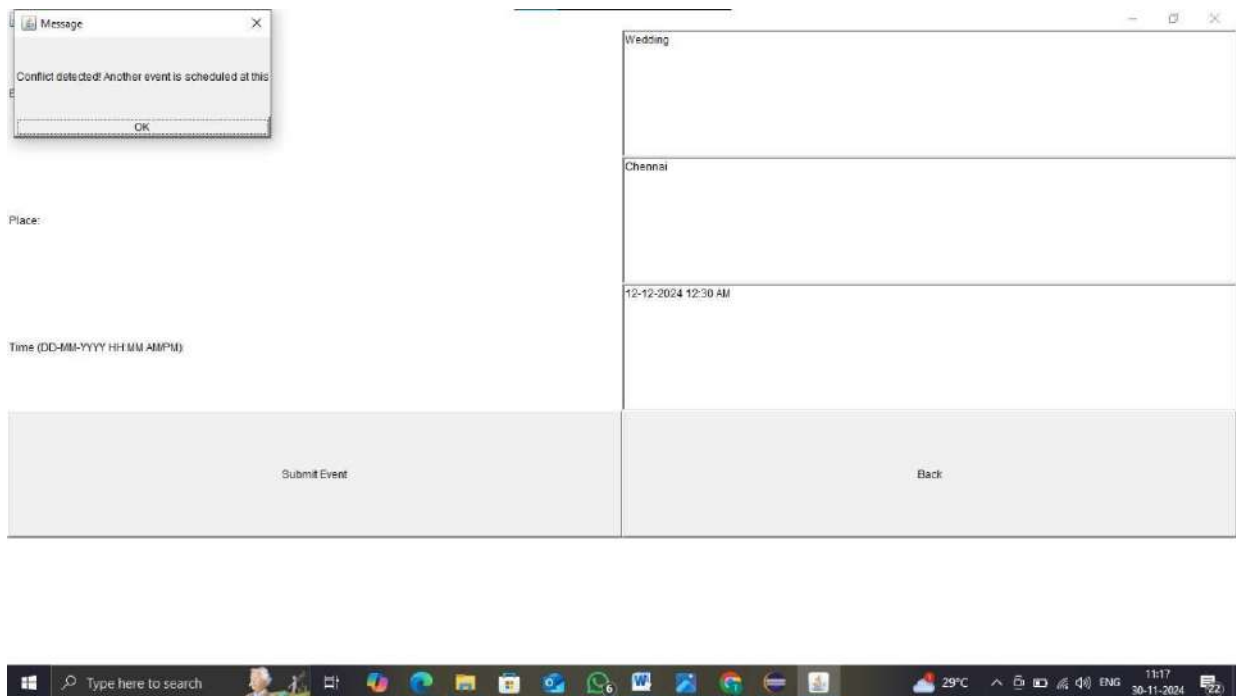 Message
Conflict detected! Another event is scheduled at this
OK
Wedding
Place:
Chennai
Time (DD-MM-YYYY HH:MM AM/PM):
12-12-2024 12:30 AM
Submit Event
Back
Type here to search
6
29°C
ENG
11:17
30-11-2024
22